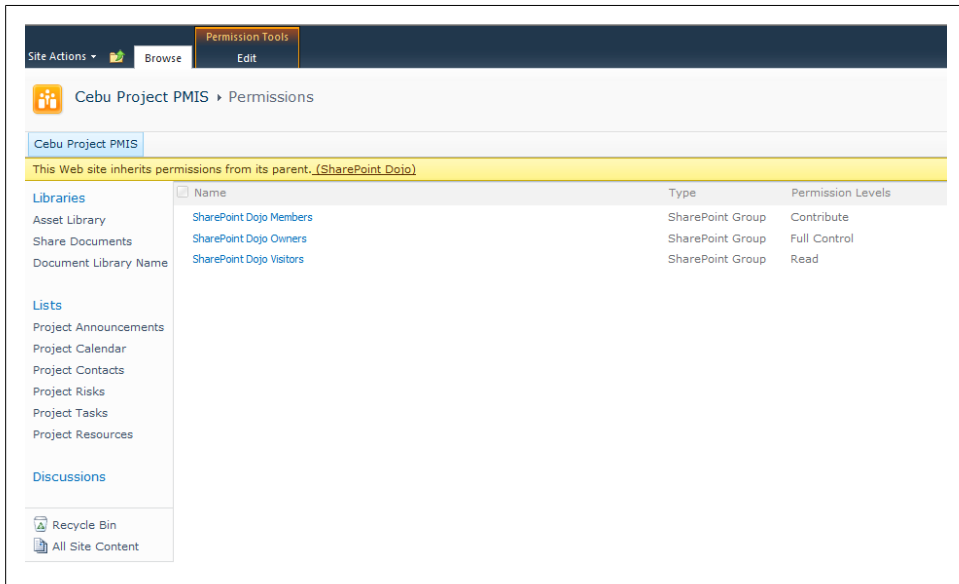 Permission Tools
Site Actions Browse Edit
Cebu Project PMIS Permissions
Cebu Project PMIS
This Web site inherits permissions from its parent. (SharePoint Dojo)
Libraries
Asset Library
Share Documents
Document Library Name
Lists
Project Announcements
Project Calendar
Project Contacts
Project Risks
Project Tasks
Project Resources
Discussions
Recycle Bin
All Site Content
Name Type Permission Levels
SharePoint Dojo Members SharePoint Group Contribute
SharePoint Dojo Owners SharePoint Group Full Control
SharePoint Dojo Visitors SharePoint Group Read